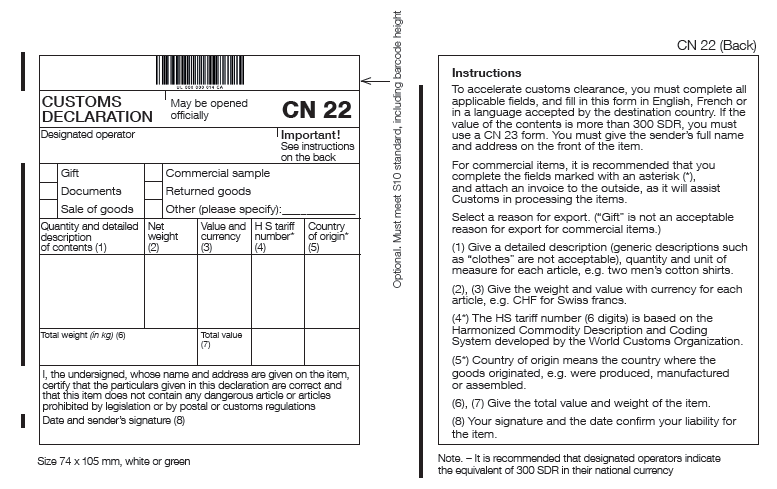 UL 000 000 014 CA
CUSTOMS
DECLARATION
May be opened
officially
CN 22
Designated operator
Important!
See instructions
on the back
Gift
Commercial sample
Documents
Returned goods
Sale of goods
Other (please specify):____________
Quantity and detailed
description
of contents (1)
Net
weight
(2)
Value and
currency
(3)
H S tariff
number*
(4)
Country
of origin*
(5)
Total weight (in kg) (6)
Total value
(7)
I, the undersigned, whose name and address are given on the item,
certify that the particulars given in this declaration are correct and
that this item does not contain any dangerous article or articles
prohibited by legislation or by postal or customs regulations
Date and sender's signature (8)
Size 74 x 105 mm, white or green
Optional. Must meet S10 standard, including barcode height
CN 22 (Back)
Instructions
To accelerate customs clearance, you must complete all
applicable fields, and fill in this form in English, French or
in a language accepted by the destination country. If the
value of the contents is more than 300 SDR, you must
use a CN 23 form. You must give the sender's full name
and address on the front of the item.
For commercial items, it is recommended that you
complete the fields marked with an asterisk (*),
and attach an invoice to the outside, as it will assist
Customs in processing the items.
Select a reason for export. ("Gift" is not an acceptable
reason for export for commercial items.)
(1) Give a detailed description (generic descriptions such
as "clothes" are not acceptable), quantity and unit of
measure for each article, e.g. two men's cotton shirts.
(2), (3) Give the weight and value with currency for each
article, e.g. CHF for Swiss francs.
(4*) The HS tariff number (6 digits) is based on the
Harmonized Commodity Description and Coding
System developed by the World Customs Organization.
(5*) Country of origin means the country where the
goods originated, e.g. were produced, manufactured
or assembled.
(6), (7) Give the total value and weight of the item.
(8) Your signature and the date confirm your liability for
the item.
Note. – It is recommended that designated operators indicate
the equivalent of 300 SDR in their national currency